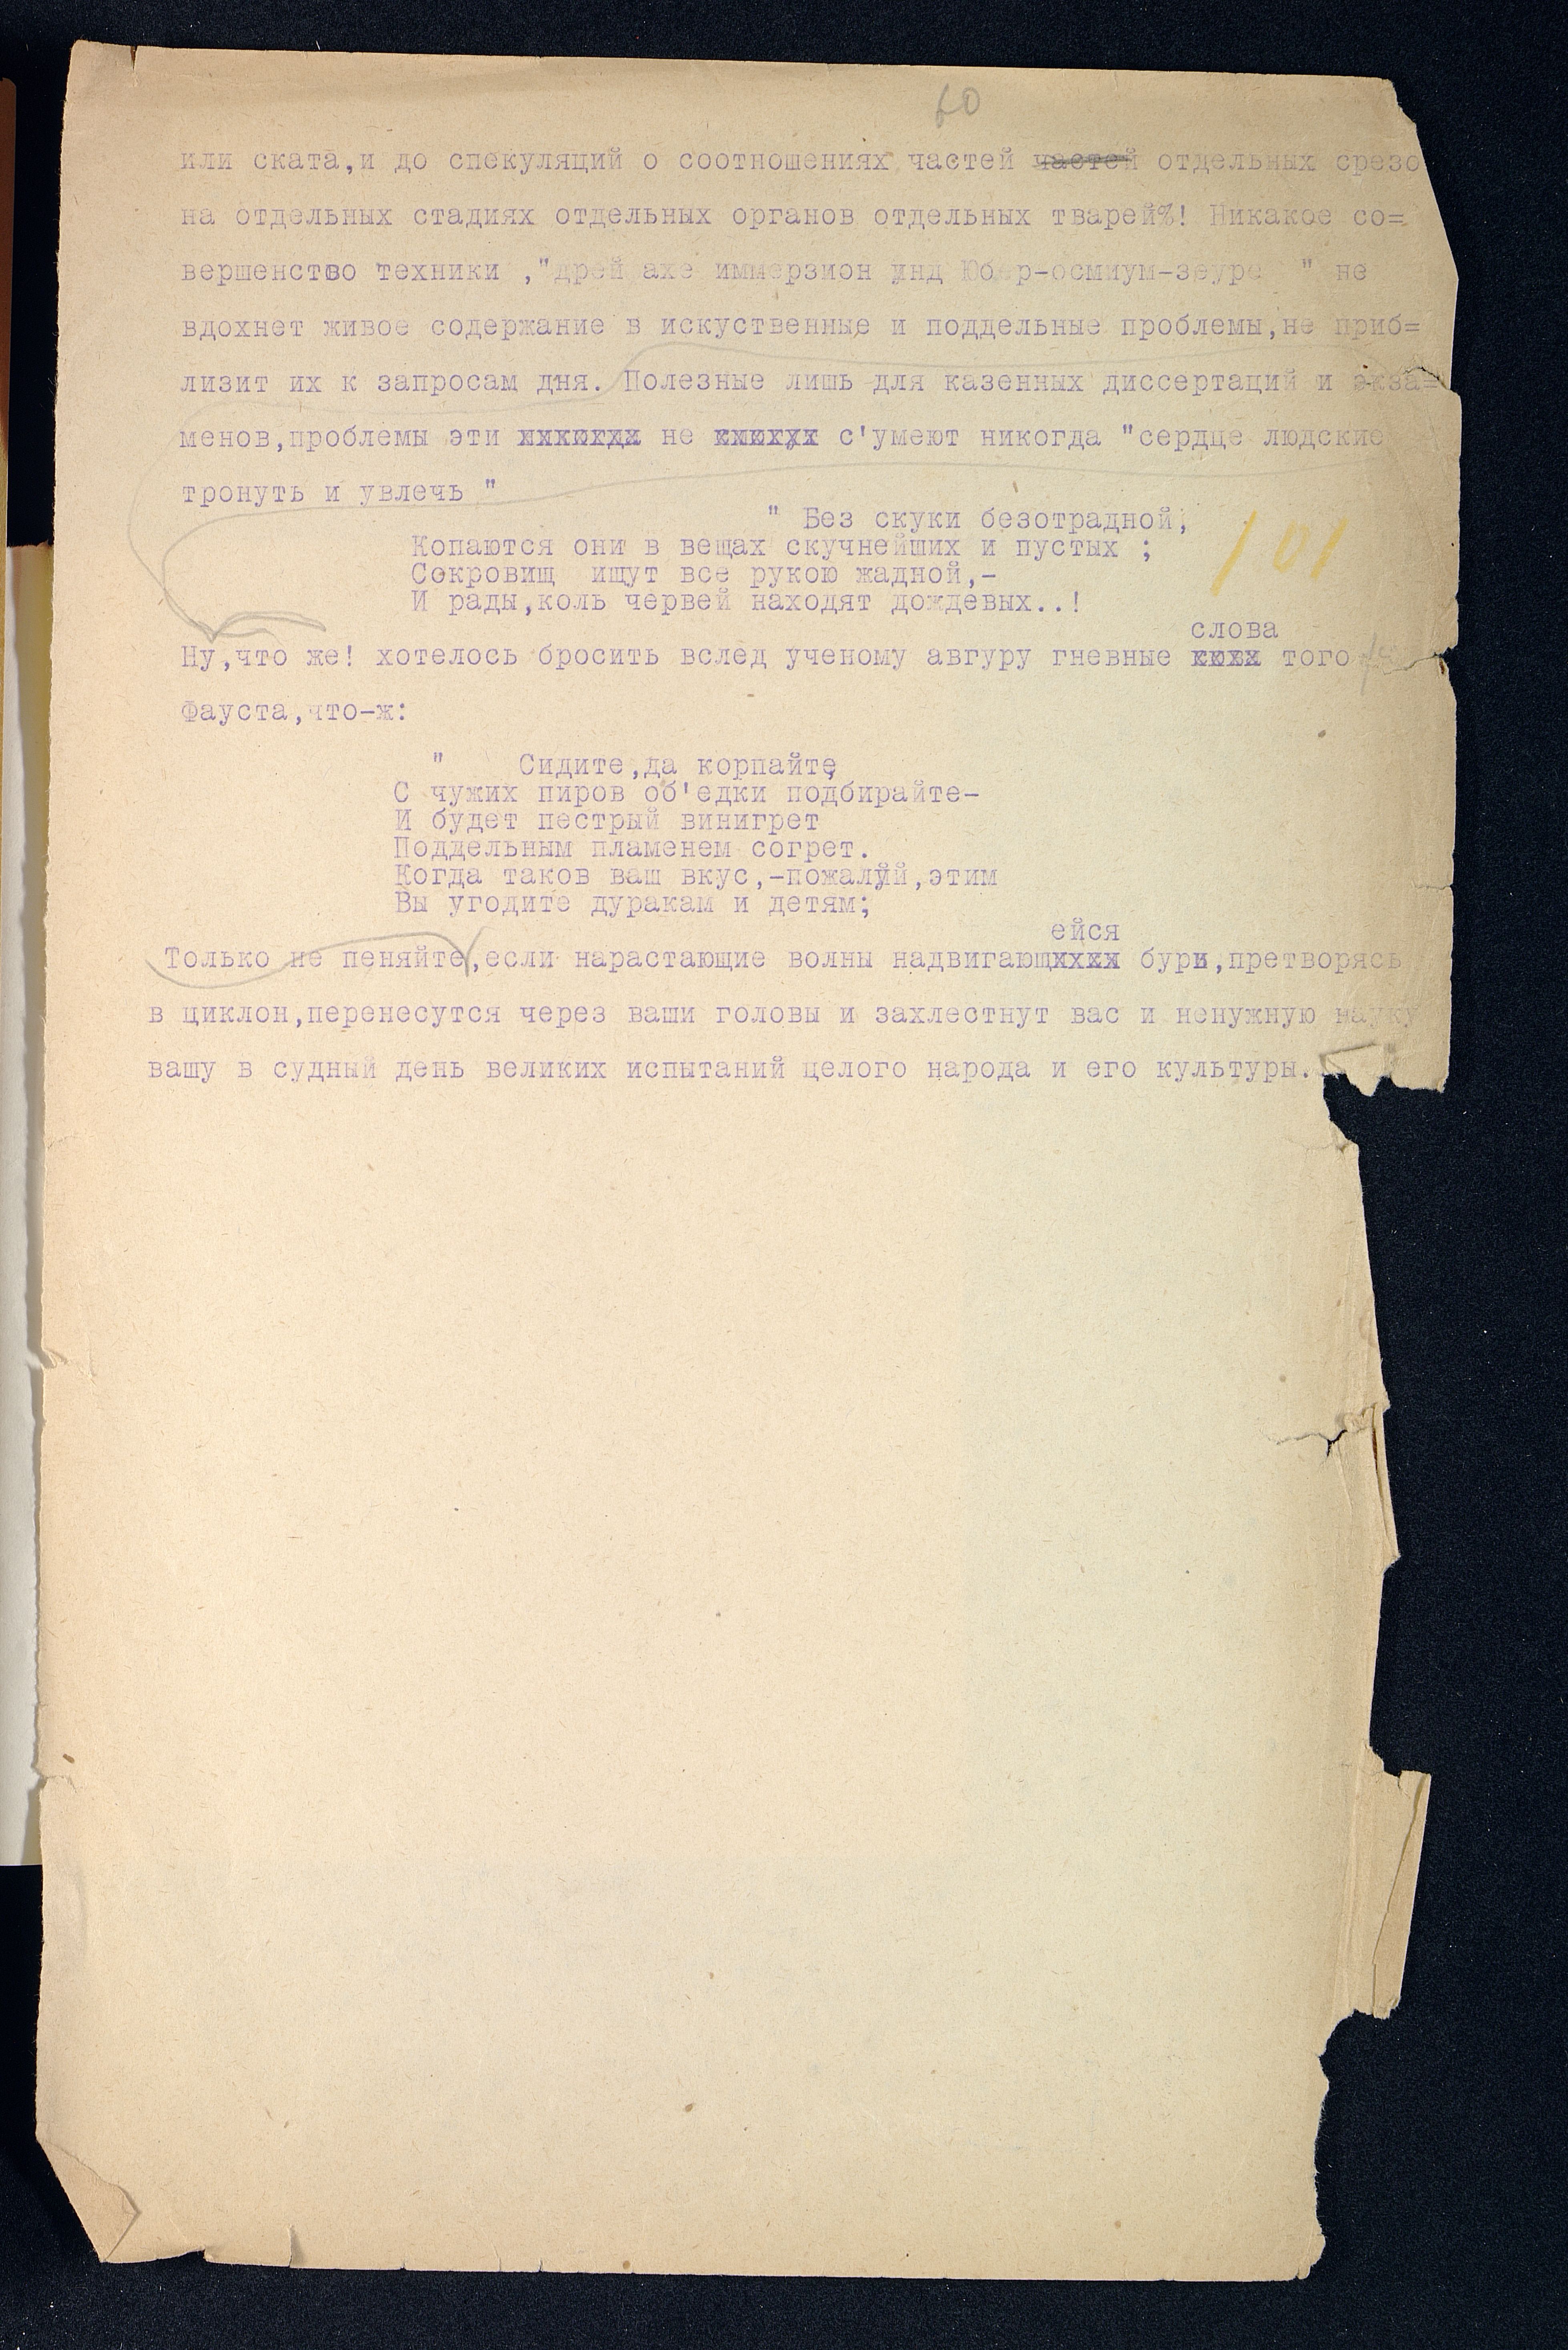 60
или ската,и до спекуляций о соотношениях частей частей отдельных срезо
на отдельных стадиях отдельных органов отдельных тварей%! Никакое со=
вершенство техники ,"дрей ахе иммерзион инд Юбер-осмиум-зеуре " не
вдохнет живое содержание в искуственные и поддельные проблемы,не приб=
лизит их к запросам дня. Полезные лишь для казенных диссертаций и экза=
менов,проблемы эти не с'умеют никогда "сердце людские
тронуть и увлечь "
" Без скуки безотрадной,
Копаются они в вещах скучнейших и пустых ;
101
Сокровищ ищут все рукою жадной,-
И рады,коль червей находят дождевых..!
слова
Ну,что же! хотелось бросить вслед ученому авгуру гневные того
Фауста,что-ж:
" Сидите,да корпайте,
С чужих пиров об'едки подбирайте-
И будет пестрый винигрет
Поддельным пламенем согрет.
Когда таков ваш вкус,-пожалуй,этим
Вы угодите дуракам и детям;
ейся
Только не пеняйте,если нарастающие волны надвигающ бури,претворясь
в циклон,перенесутся через ваши головы и захлестнут вас и ненужную науку
вашу в судный день великих испытаний целого народа и его культуры.